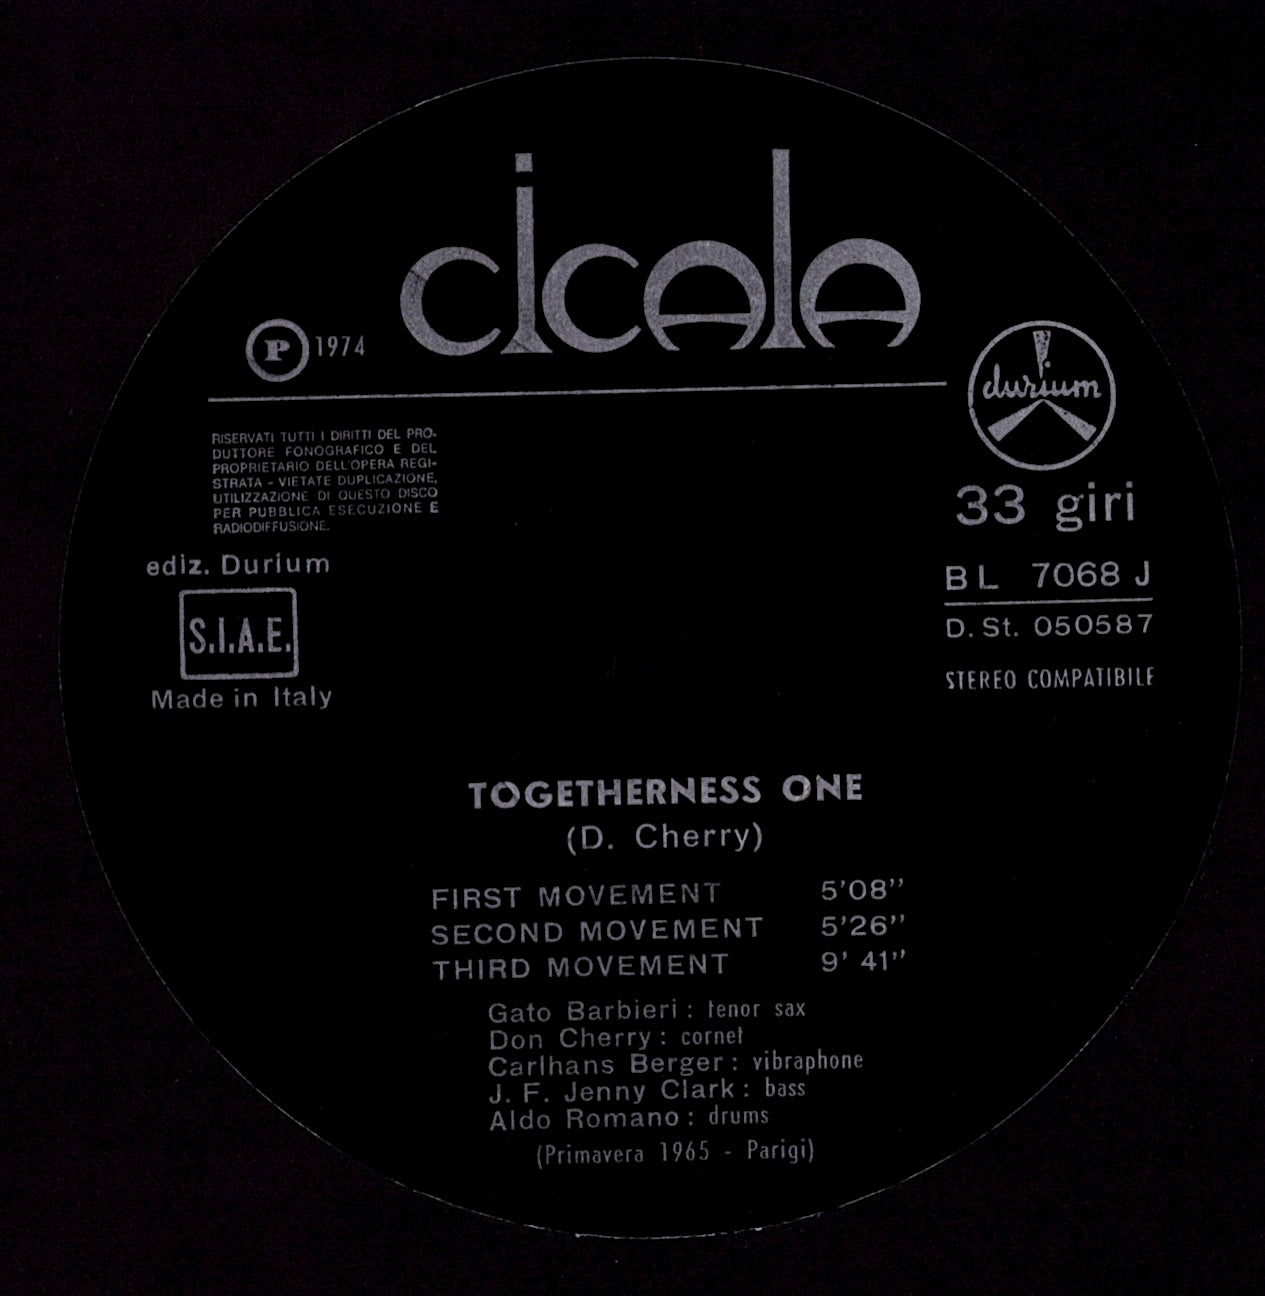 cicala
P 1974
durium
RISERVATI TUTTI I DIRITTI DEL PRO-
DUTTORE FONOGRAFICO E DEL
PROPRIETARIO DELL'OPERA REGI-
STRATA - VIETATE DUPLICAZIONE,
UTILIZZAZIONE DI QUESTO DISCO
PER PUBBLICA ESECUZIONE E
RADIODIFFUSIONE.
33 giri
ediz. Durium
BL 7068 J
S.I.A.E.
D. St. 050587
Made in Italy
STEREO COMPATIBILE
TOGETHERNESS ONE
(D. Cherry)
FIRST MOVEMENT 5'08''
SECOND MOVEMENT 5'26''
THIRD MOVEMENT 9' 41''
Gato Barbieri : tenor sax
Don Cherry : cornet
Carlhans Berger : vibraphone
J. F. Jenny Clark : bass
Aldo Romano : drums
(Primavera 1965 - Parigi)